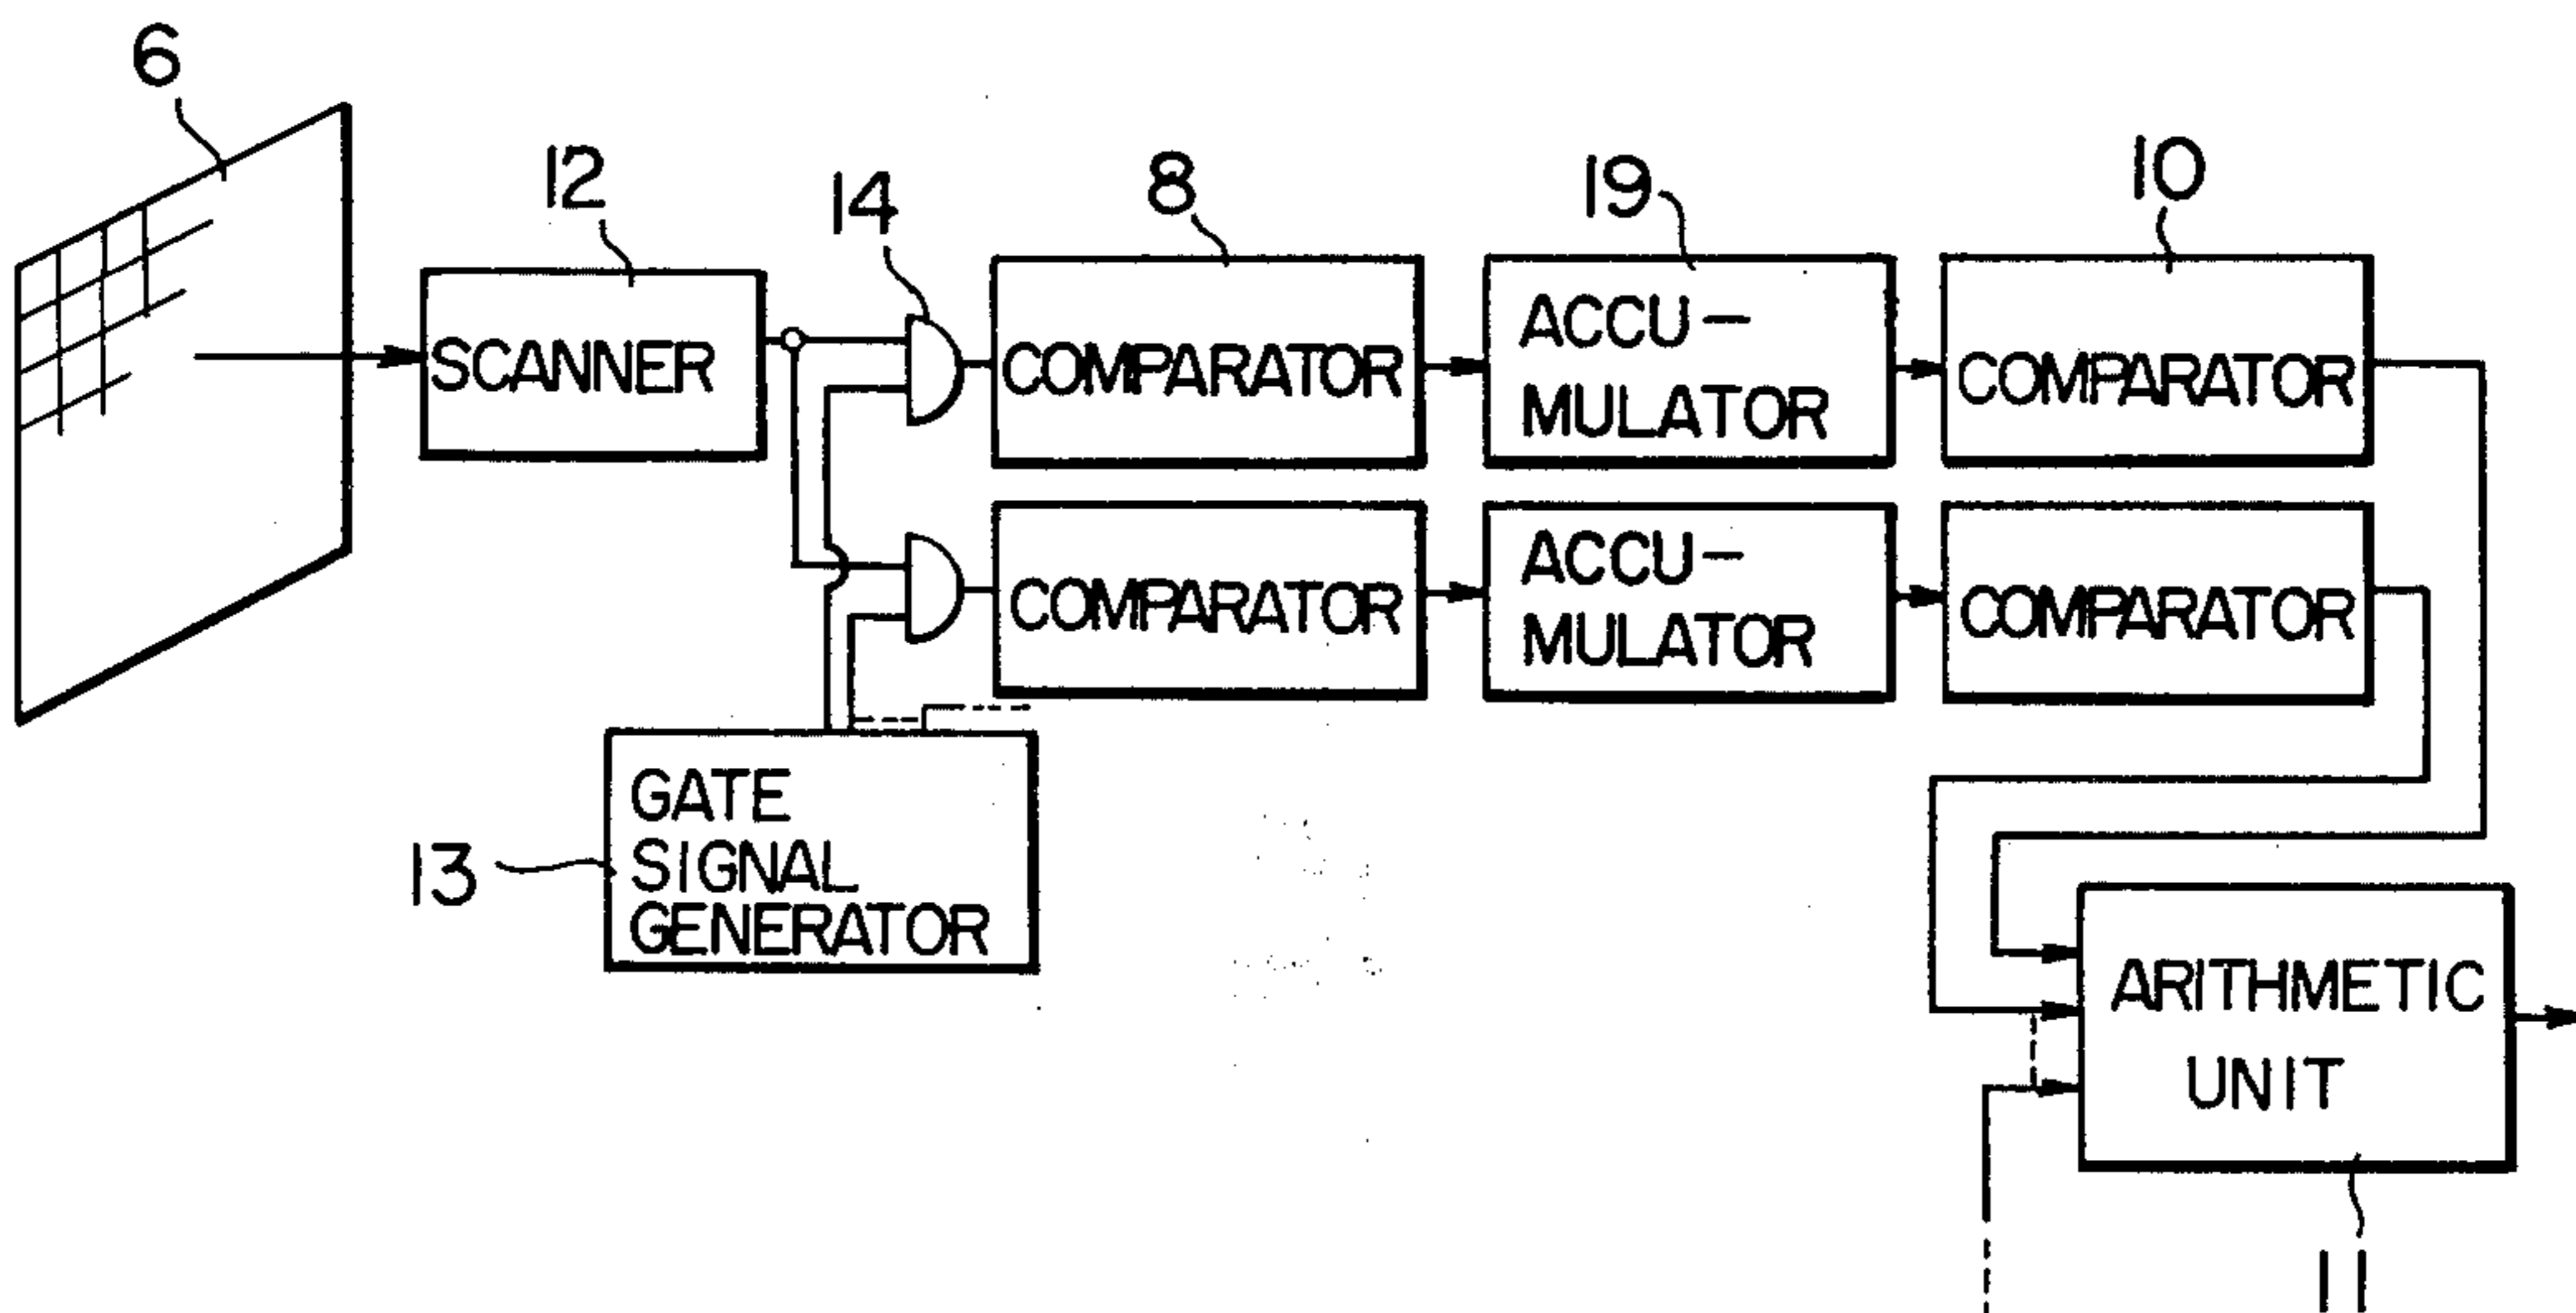 6
12
14
8
19
10
SCANNER
COMPARATOR
ACCU-
MULATOR
COMPARATOR
COMPARATOR
ACCU-
MULATOR
COMPARATOR
13
GATE
SIGNAL
GENERATOR
ARITHMETIC
UNIT
11